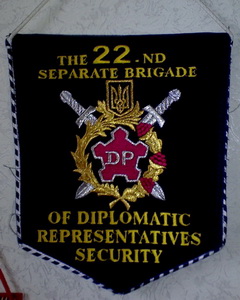 THE 22-ND
SEPARATE BRIGADE
DP
OF DIPLOMATIC
REPRESENTATIVES
SECURITY